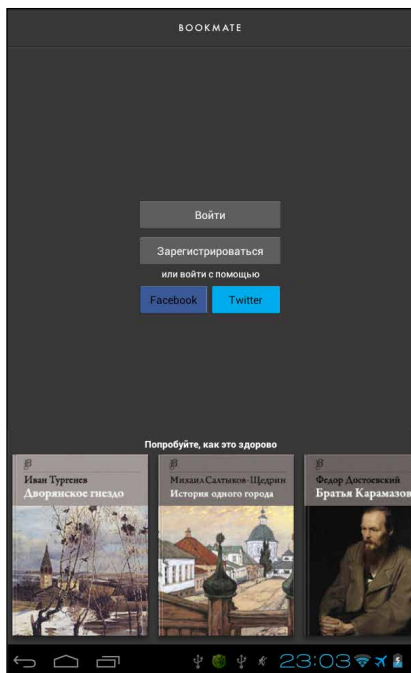 BOOKMATE
Войти
Зарегистрироваться
или войти с помощью
Facebook Twitter
Попробуйте, как это здорово
Иван Тургенев
Дворянское гнездо
Михаил Салтыков-Щедрин
История одного города
Федор Достоевский
Братья Карамазов
23:03